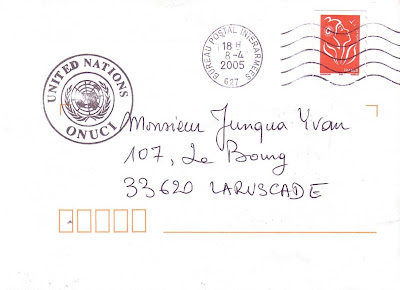 UNITED NATIONS
ONUCI
BUREAU POSTAL INTERARMEES
18 H
8-4
2005
627
Monsieur Junqua Yvan
107, Le Bourg
33620 LARUSCADE